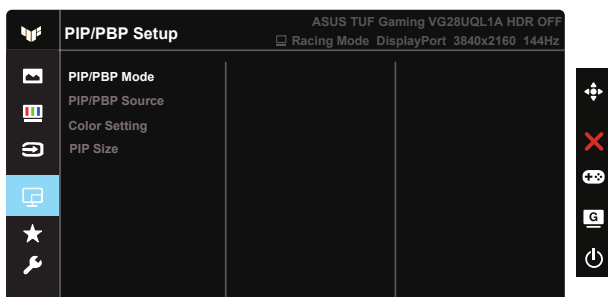 ASUS TUF Gaming VG28UQL1A HDR OFF
PIP/PBP Setup
Racing Mode DisplayPort 3840x2160 144Hz
PIP/PBP Mode
PIP/PBP Source
Color Setting
PIP Size
G